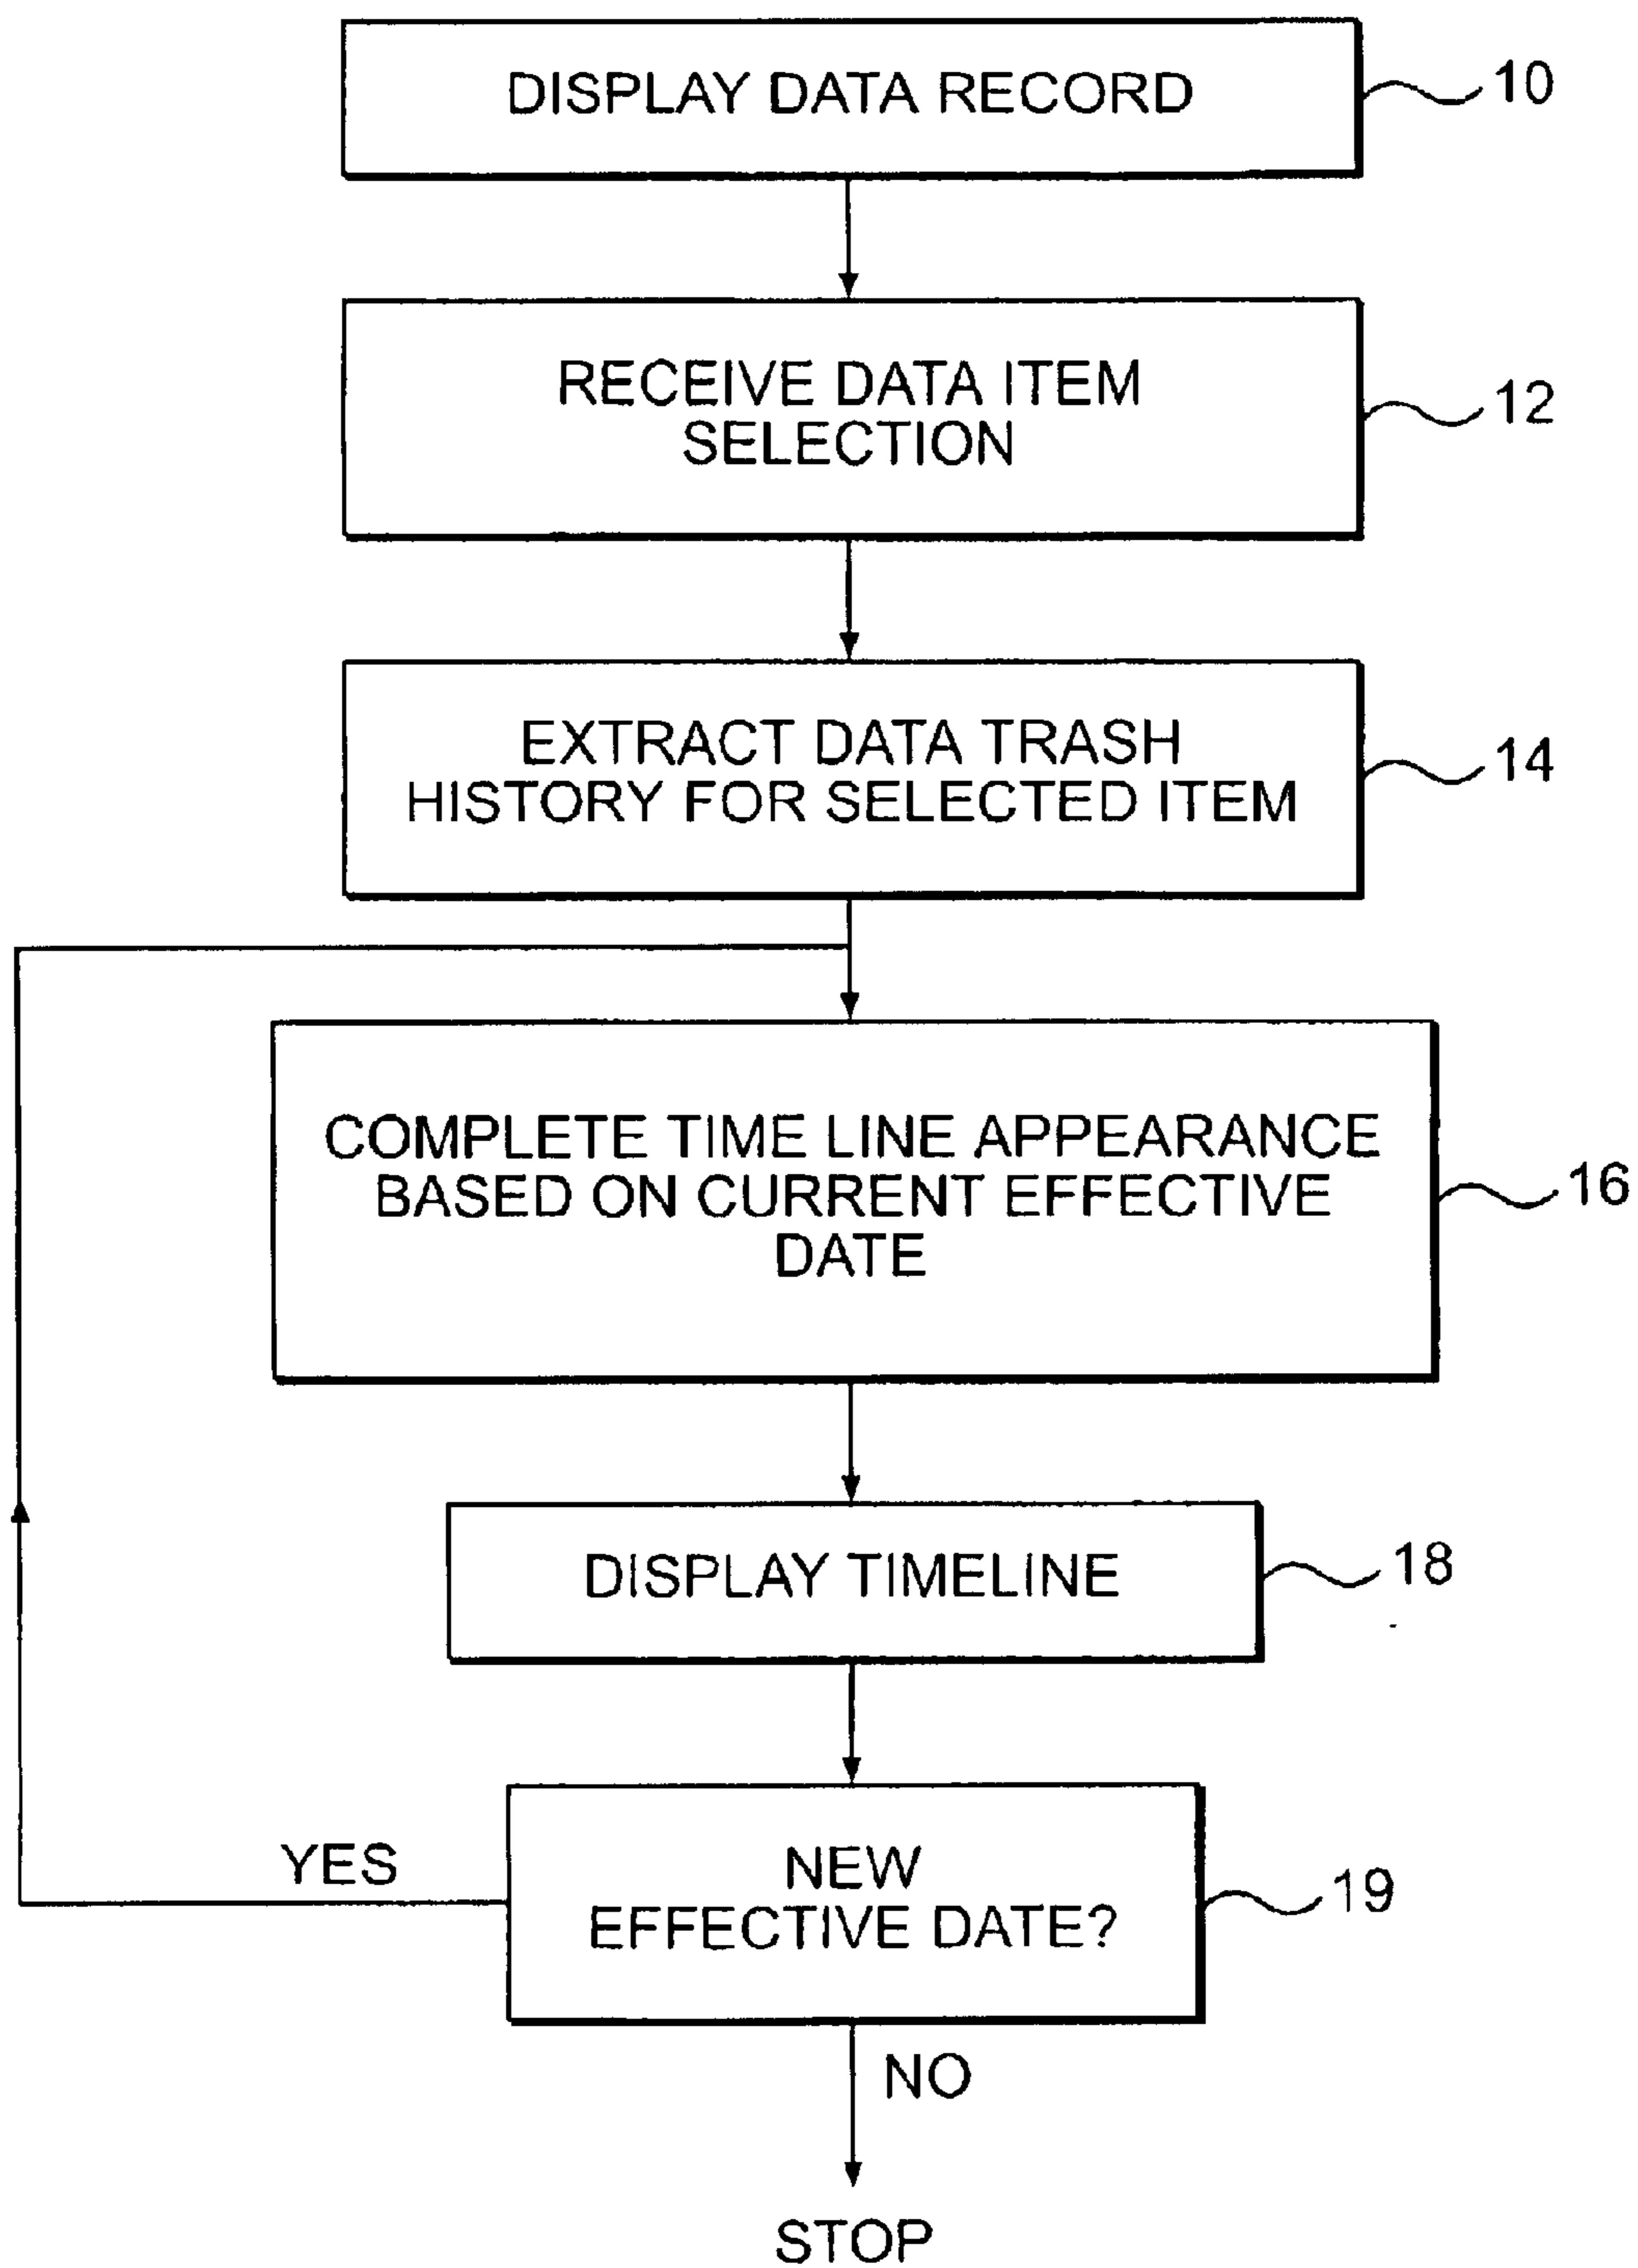 DISPLAY DATA RECORD
10
RECEIVE DATA ITEM
SELECTION
12
EXTRACT DATA TRASH
HISTORY FOR SELECTED ITEM
14
COMPLETE TIME LINE APPEARANCE
BASED ON CURRENT EFFECTIVE
DATE
16
DISPLAY TIMELINE
18
NEW
EFFECTIVE DATE?
19
YES
NO
STOP